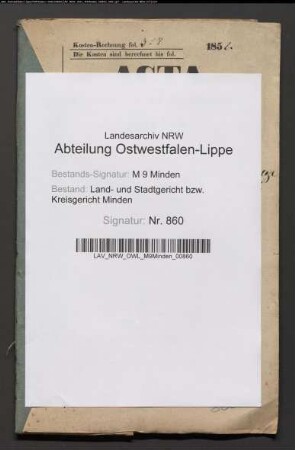 Kosten-Rechnung fol.
185
Die Kosten sind berechnet bis fol.
ACTA
Landesarchiv NRW
Abteilung Ostwestfalen-Lippe
Bestands-Signatur: M 9 Minden
Bestand: Land- und Stadtgericht bzw.
Kreisgericht Minden
Signatur: Nr. 860
LAV_NRW_OWL_M9Minden_00860